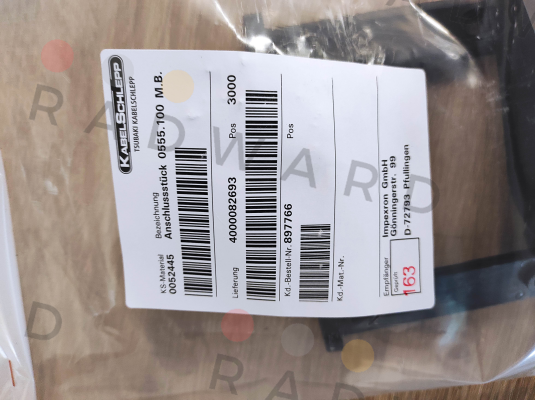 KABELSCHLEPP
TSUBAKI KABELSCHLEPP
KS-Material Bezeichnung
0052445 Anschlussstück 0555.100 M.B.
Lieferung 4000082693 Pos 3000
Kd.-Bestell-Nr. 897766 Pos
Kd.-Mat.-Nr.
Empfänger Impexron GmbH
Gönningerstr. 99
D-72793 Pfullingen
Geprüft
163
RADWARD
RADWARD